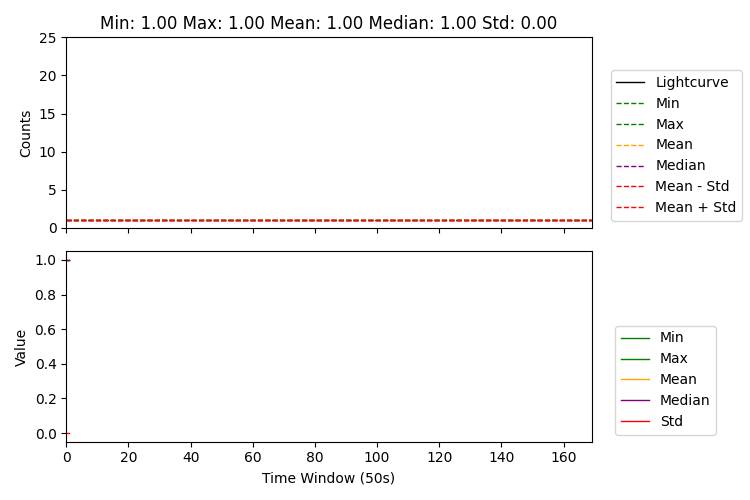 Min: 1.00 Max: 1.00 Mean: 1.00 Median: 1.00 Std: 0.00
25
20
15
10
5
0
Counts
Lightcurve
Min
Max
Mean
Median
Mean - Std
Mean + Std
1.0
0.8
0.6
0.4
0.2
0.0
Value
Min
Max
Mean
Median
Std
0 20 40 60 80 100 120 140 160
Time Window (50s)